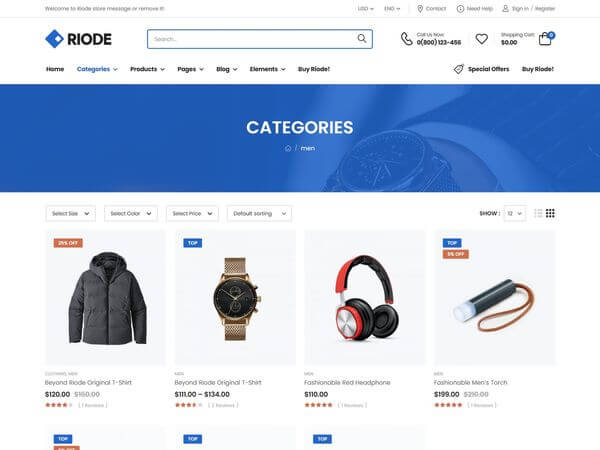 Welcome to Riode store message or remove it!
USD ENG Contact Need Help Sign in / Register
RIODE
Search...
Call Us Now:
0(800) 123-456
Shopping Cart:
$0.00
0
Home Categories Products Pages Blog Elements Buy Riode! Special Offers Buy Riode!
CATEGORIES
/ men
Select Size Select Color Select Price Default sorting SHOW : 12
25% OFF
TOP
TOP
5% OFF
CLOTHING, MEN
Beyond Riode Original T-Shirt
$120.00 $160.00
( 1 Reviews )
MEN
Beyond Riode Original T-Shirt
$111.00 – $134.00
( 2 Reviews )
MEN
Fashionable Red Headphone
$110.00
( 1 Reviews )
MEN
Fashionable Men's Torch
$199.00 $210.00
( 1 Reviews )
TOP
TOP
TOP